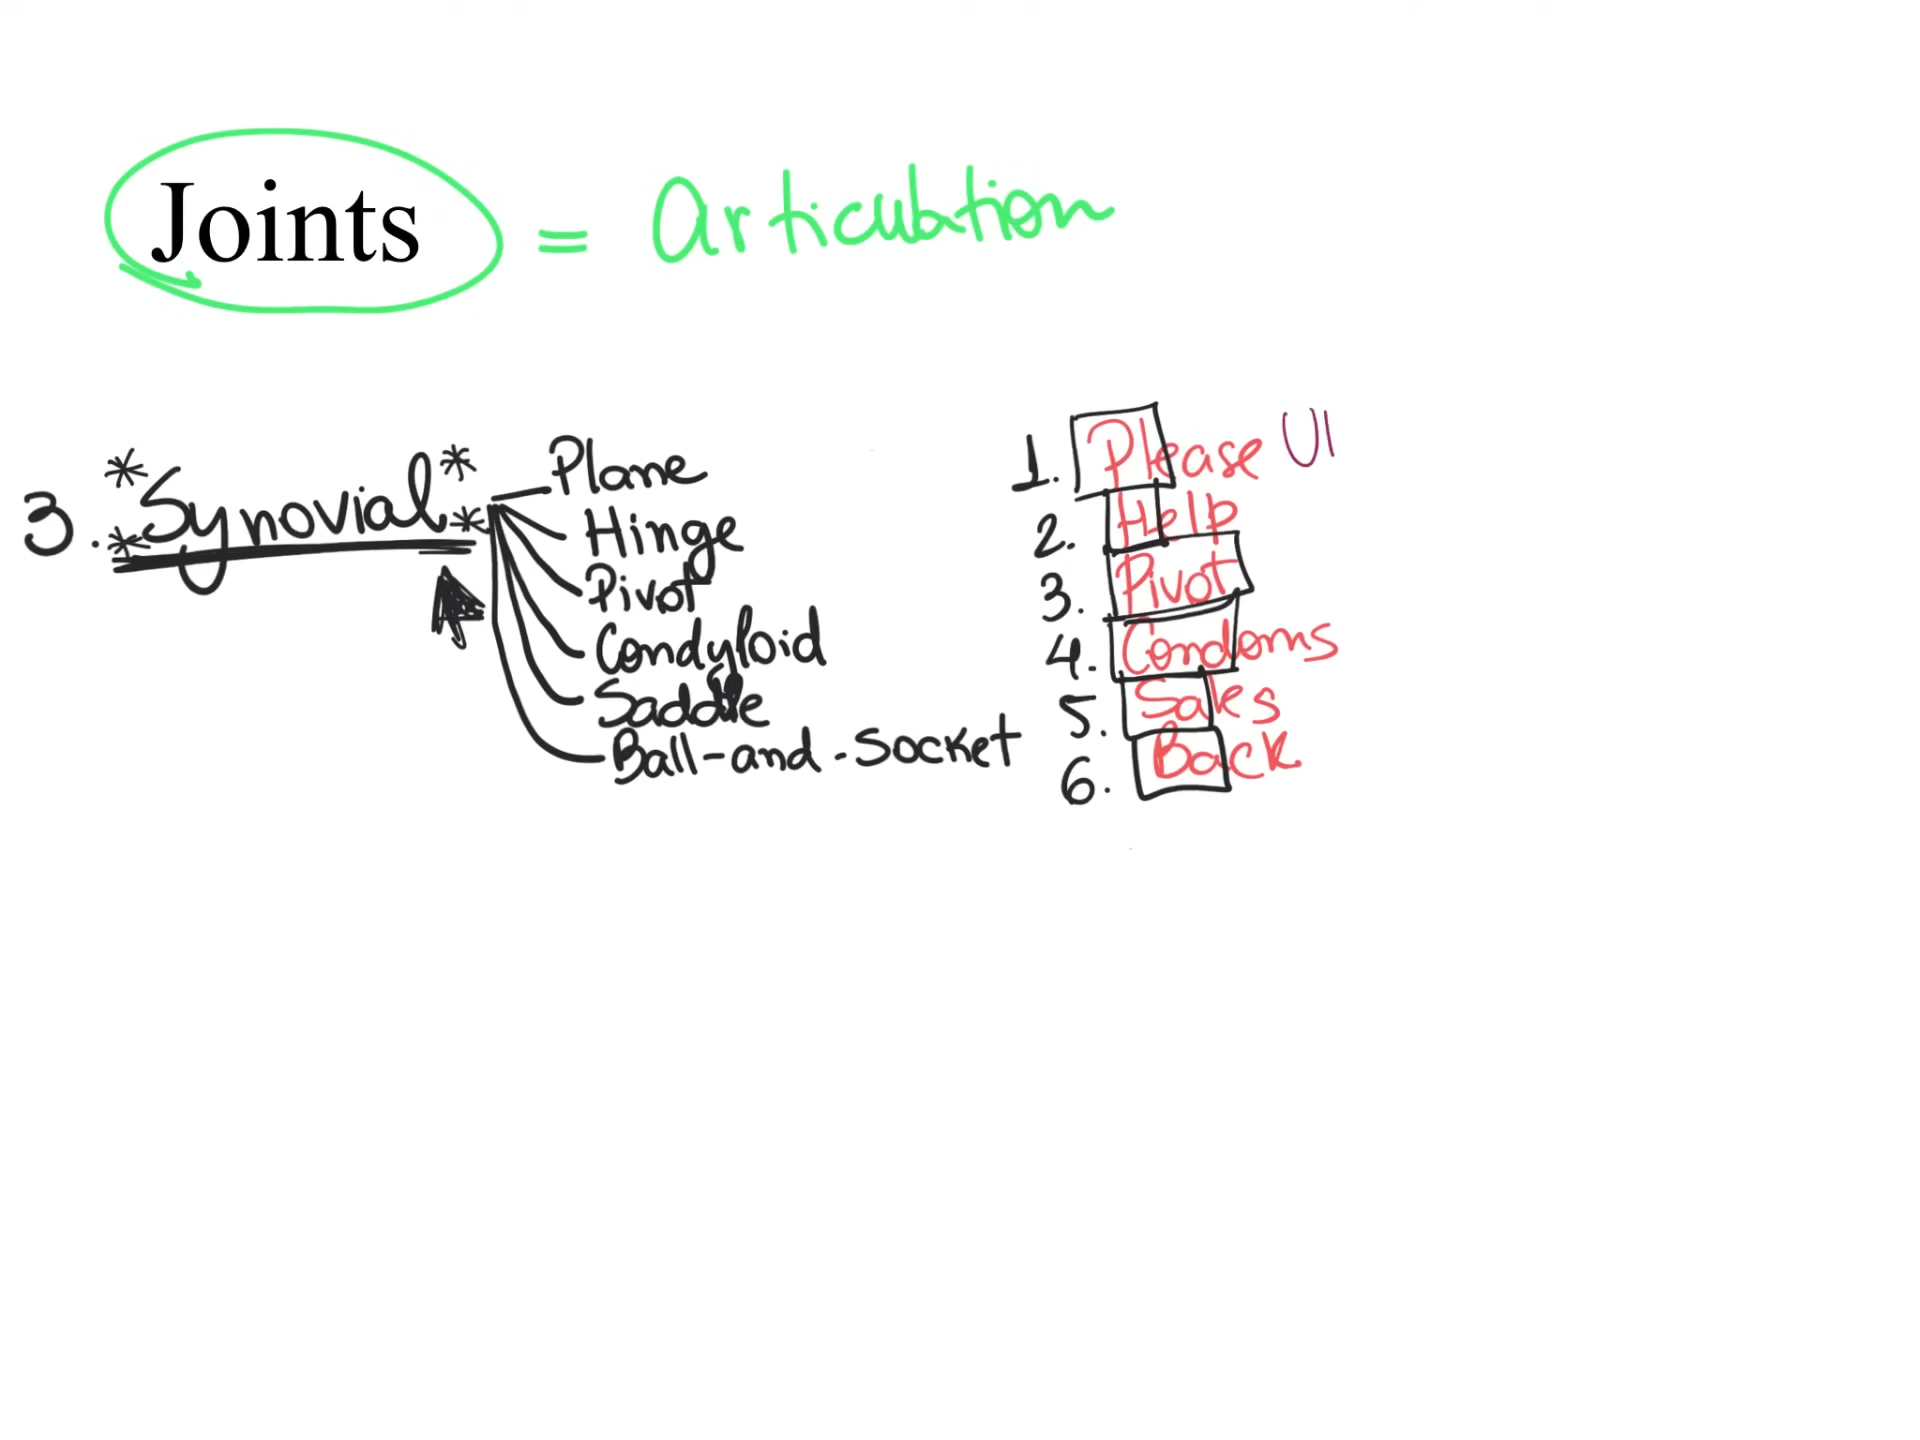 Joints = Articulation
3. *Synovial*
Plane
Hinge
Pivot
Condyloid
Saddle
Ball-and-Socket
1. Please UI
2. Help
3. Pivot
4. Condoms
5. Sales
6. Back